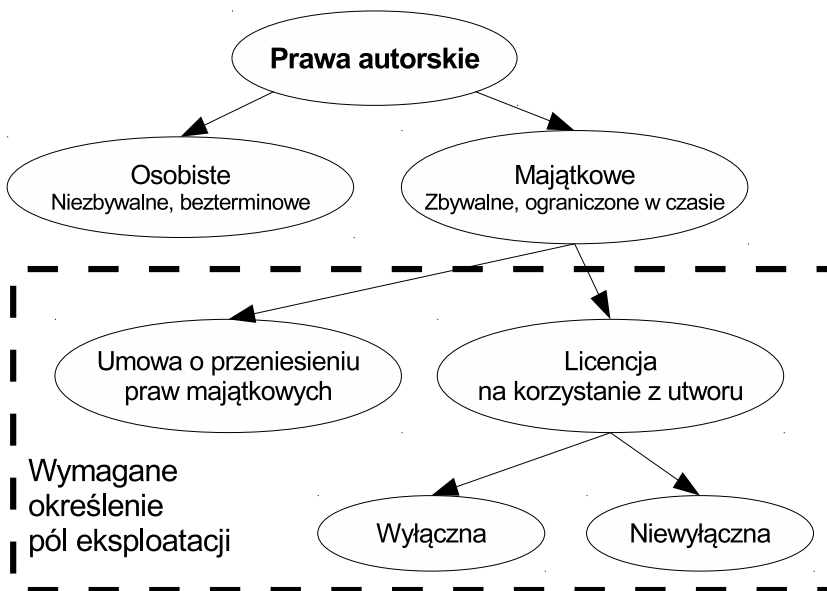 Prawa autorskie
Osobiste
Niezbywalne, bezterminowe
Majątkowe
Zbywalne, ograniczone w czasie
Umowa o przeniesieniu
praw majątkowych
Licencja
na korzystanie z utworu
Wymagane
określenie
pól eksploatacji
Wyłączna
Niewyłączna